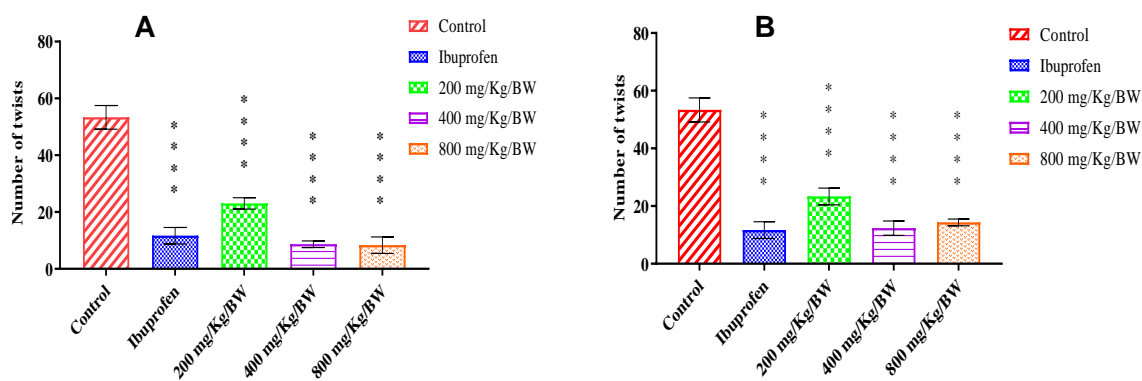 A
Number of twists
80
60
40
20
0
* * * *
* * * *
* * * *
* * * *
Control
Ibuprofen
200 mg/Kg/BW
400 mg/Kg/BW
800 mg/Kg/BW
Control
Ibuprofen
200 mg/Kg/BW
400 mg/Kg/BW
800 mg/Kg/BW
B
Number of twists
80
60
40
20
0
* * * *
* * * *
* * * *
* * * *
Control
Ibuprofen
200 mg/Kg/BW
400 mg/Kg/BW
800 mg/Kg/BW
Control
Ibuprofen
200 mg/Kg/BW
400 mg/Kg/BW
800 mg/Kg/BW